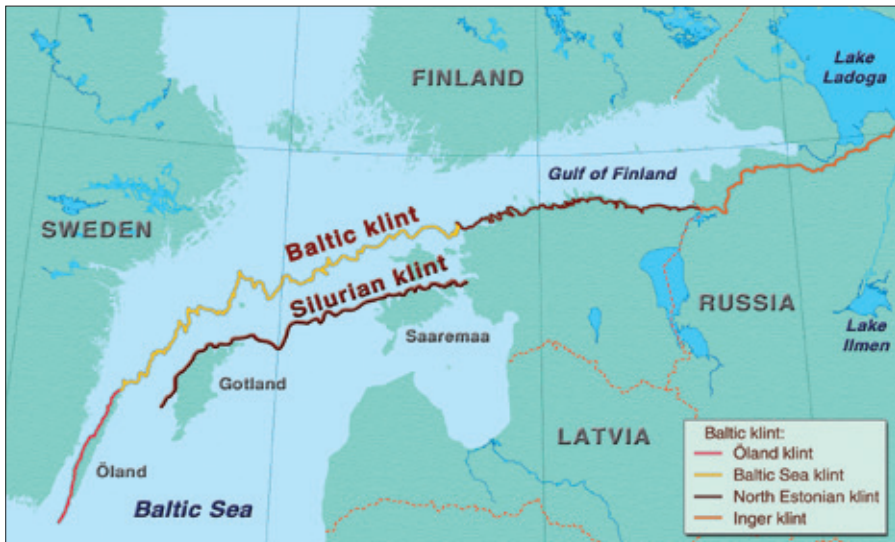 FINLAND
Lake
Ladoga
Gulf of Finland
SWEDEN
Baltic klint
Silurian klint
RUSSIA
Lake
Ilmen
Saaremaa
Gotland
LATVIA
Öland
Baltic Sea
Baltic klint:
Öland klint
Baltic Sea klint
North Estonian klint
Inger klint